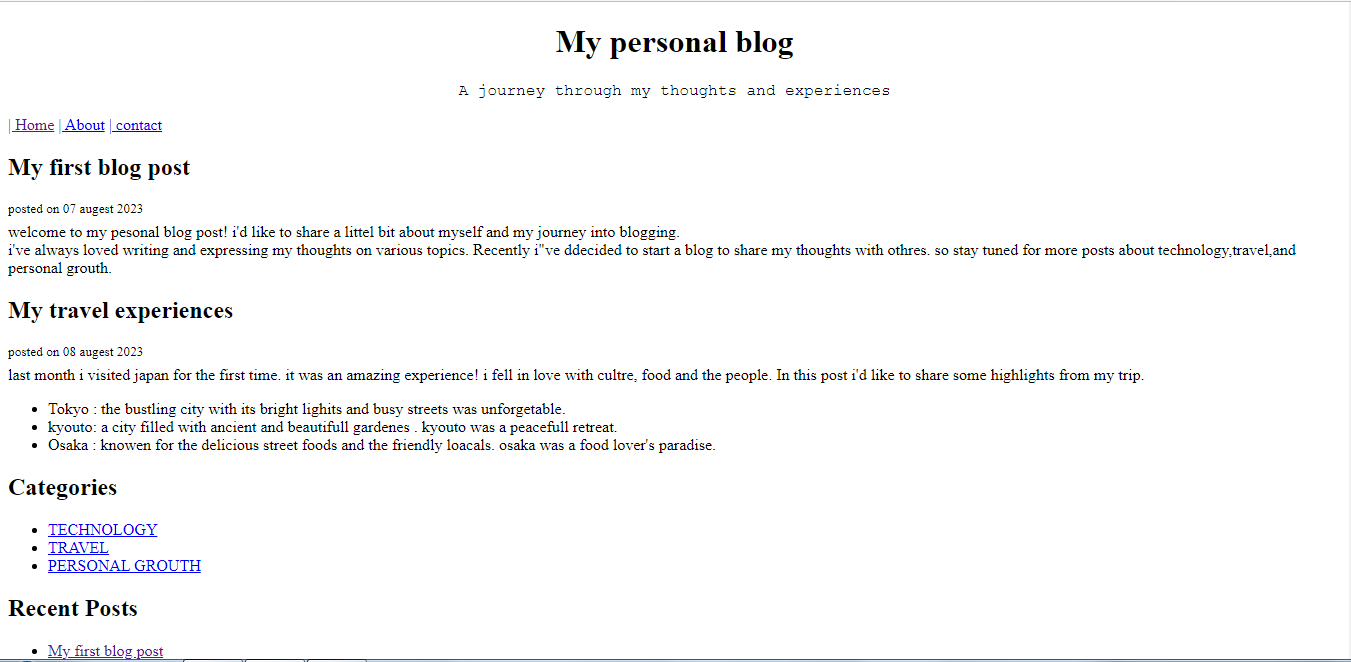 My personal blog
A journey through my thoughts and experiences
| Home | About | contact
My first blog post
posted on 07 augest 2023
welcome to my pesonal blog post! i'd like to share a littel bit about myself and my journey into blogging.
i've always loved writing and expressing my thoughts on various topics. Recently i"ve ddecided to start a blog to share my thoughts with othres. so stay tuned for more posts about technology,travel,and
personal grouth.
My travel experiences
posted on 08 augest 2023
last month i visited japan for the first time. it was an amazing experience! i fell in love with cultre, food and the people. In this post i'd like to share some highlights from my trip.
Tokyo : the bustling city with its bright lighits and busy streets was unforgetable.
kyouto: a city filled with ancient and beautifull gardenes . kyouto was a peacefull retreat.
Osaka : knowen for the delicious street foods and the friendly loacals. osaka was a food lover's paradise.
Categories
TECHNOLOGY
TRAVEL
PERSONAL GROUTH
Recent Posts
My first blog post